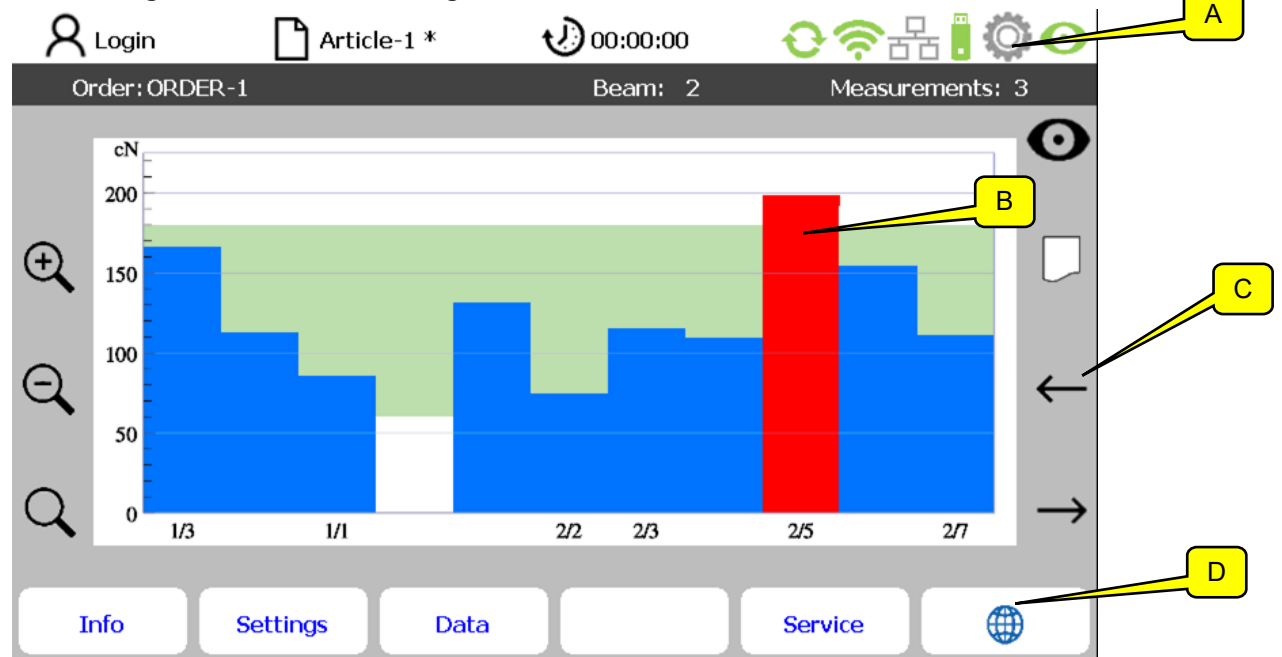 A
Login
Article-1 *
00:00:00
Order: ORDER-1
Beam: 2
Measurements: 3
cN
200
150
100
50
0
1/3
1/1
2/2
2/3
2/5
2/7
B
C
D
Info
Settings
Data
Service